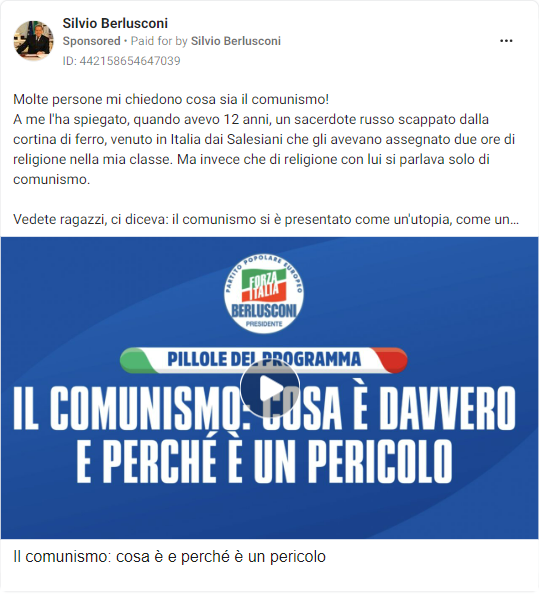 Silvio Berlusconi
Sponsored • Paid for by Silvio Berlusconi
ID: 442158654647039
Molte persone mi chiedono cosa sia il comunismo!
A me l'ha spiegato, quando avevo 12 anni, un sacerdote russo scappato dalla
cortina di ferro, venuto in Italia dai Salesiani che gli avevano assegnato due ore di
religione nella mia classe. Ma invece che di religione con lui si parlava solo di
comunismo.
Vedete ragazzi, ci diceva: il comunismo si è presentato come un'utopia, come un...
PARTITO POPOLARE EUROPEO
FORZA
ITALIA
BERLUSCONI
PRESIDENTE
PILLOLE DEL PROGRAMMA
IL COMUNISMO: COSA È DAVVERO
E PERCHÉ È UN PERICOLO
Il comunismo: cosa è e perché è un pericolo